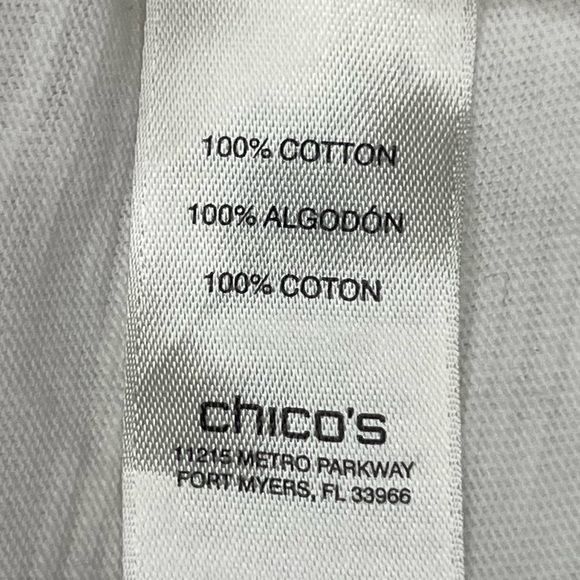 100% COTTON
100% ALGODÓN
100% COTON
chico's
11215 METRO PARKWAY
FORT MYERS, FL 33966